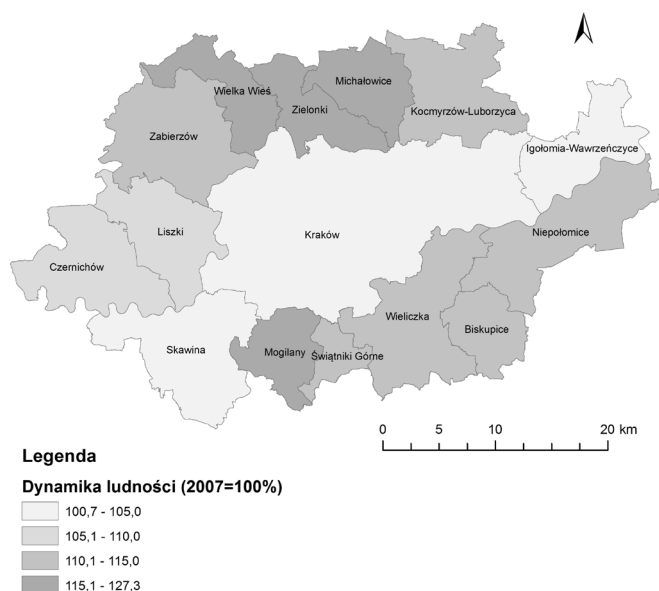 Michałowice
Wielka Wieś
Zielonki
Kocmyrzów-Luborzyca
Zabierzów
Igołomia-Wawrzeńczyce
Liszki
Kraków
Niepołomice
Czernichów
Wieliczka
Biskupice
Skawina
Mogilany
Świątniki Górne
0 5 10 20 km
Legenda
Dynamika ludności (2007=100%)
100,7 - 105,0
105,1 - 110,0
110,1 - 115,0
115,1 - 127,3